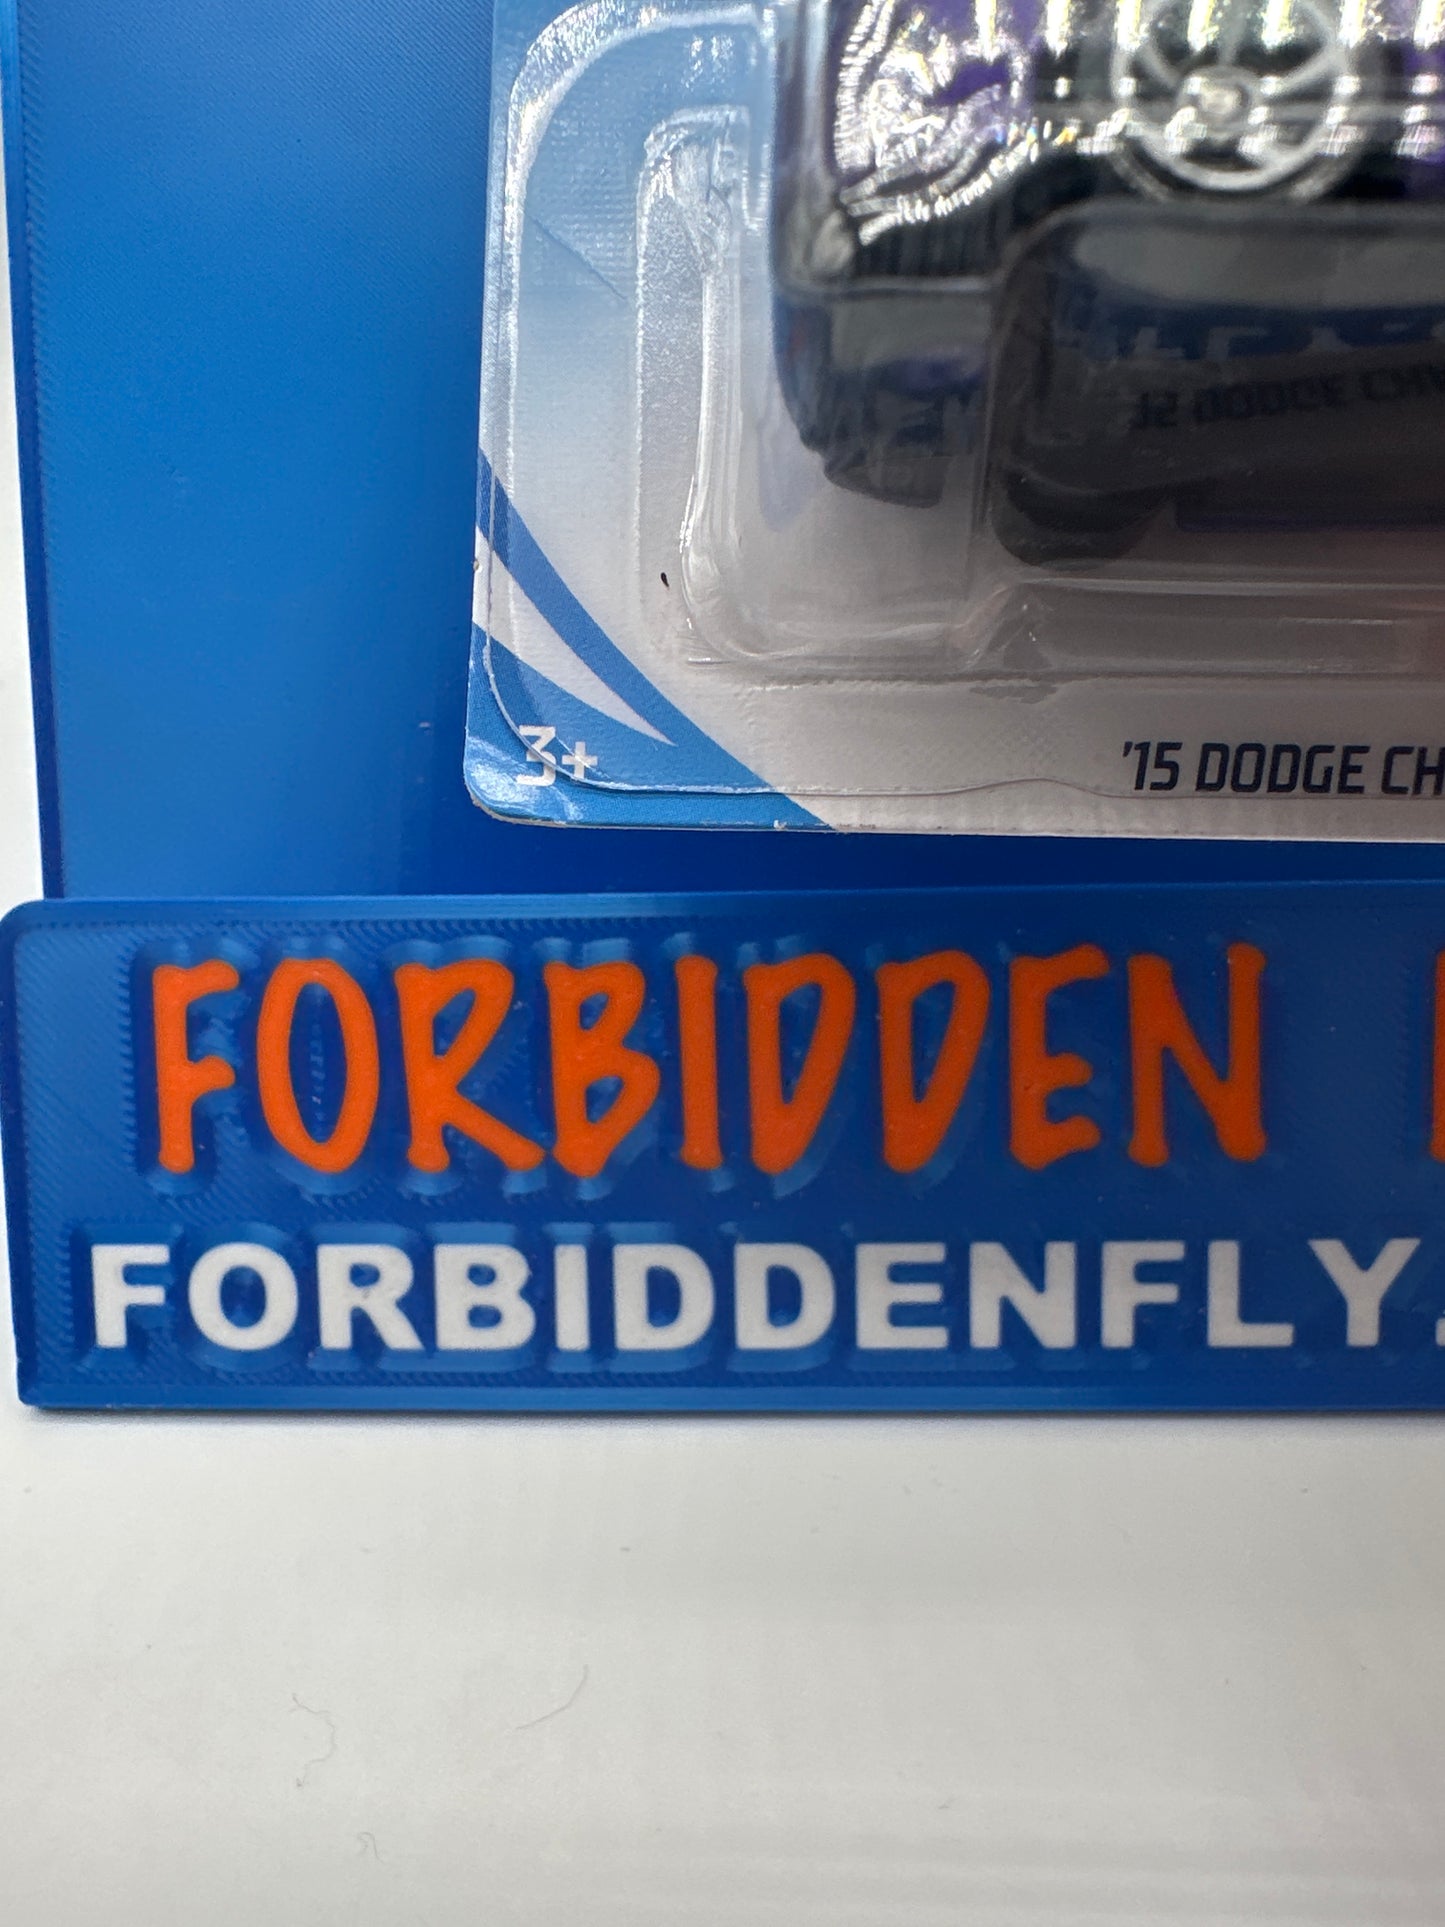 3+
'15 DODGE CH
FORBIDDEN
FORBIDDENFLY.